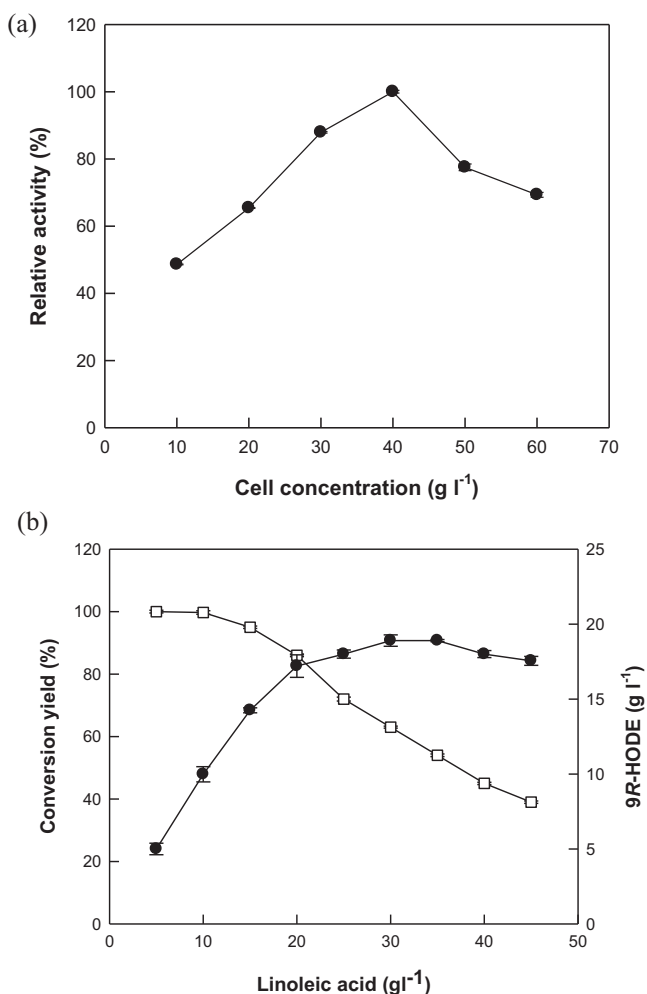 (a)
120
100
80
60
40
20
0
Relative activity (%)
0 10 20 30 40 50 60 70
Cell concentration (g l-1)
(b)
120
100
80
60
40
20
0
Conversion yield (%)
25
20
15
10
5
0
9R-HODE (g l-1)
0 10 20 30 40 50
Linoleic acid (gl-1)